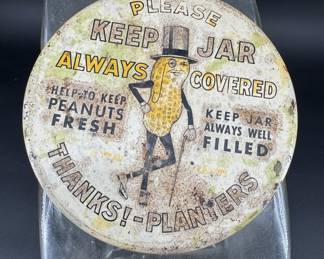 PLEASE
KEEP JAR
ALWAYS COVERED
HELP TO KEEP
PEANUTS
FRESH
KEEP JAR
ALWAYS WELL
FILLED
THANKS!-PLANTERS